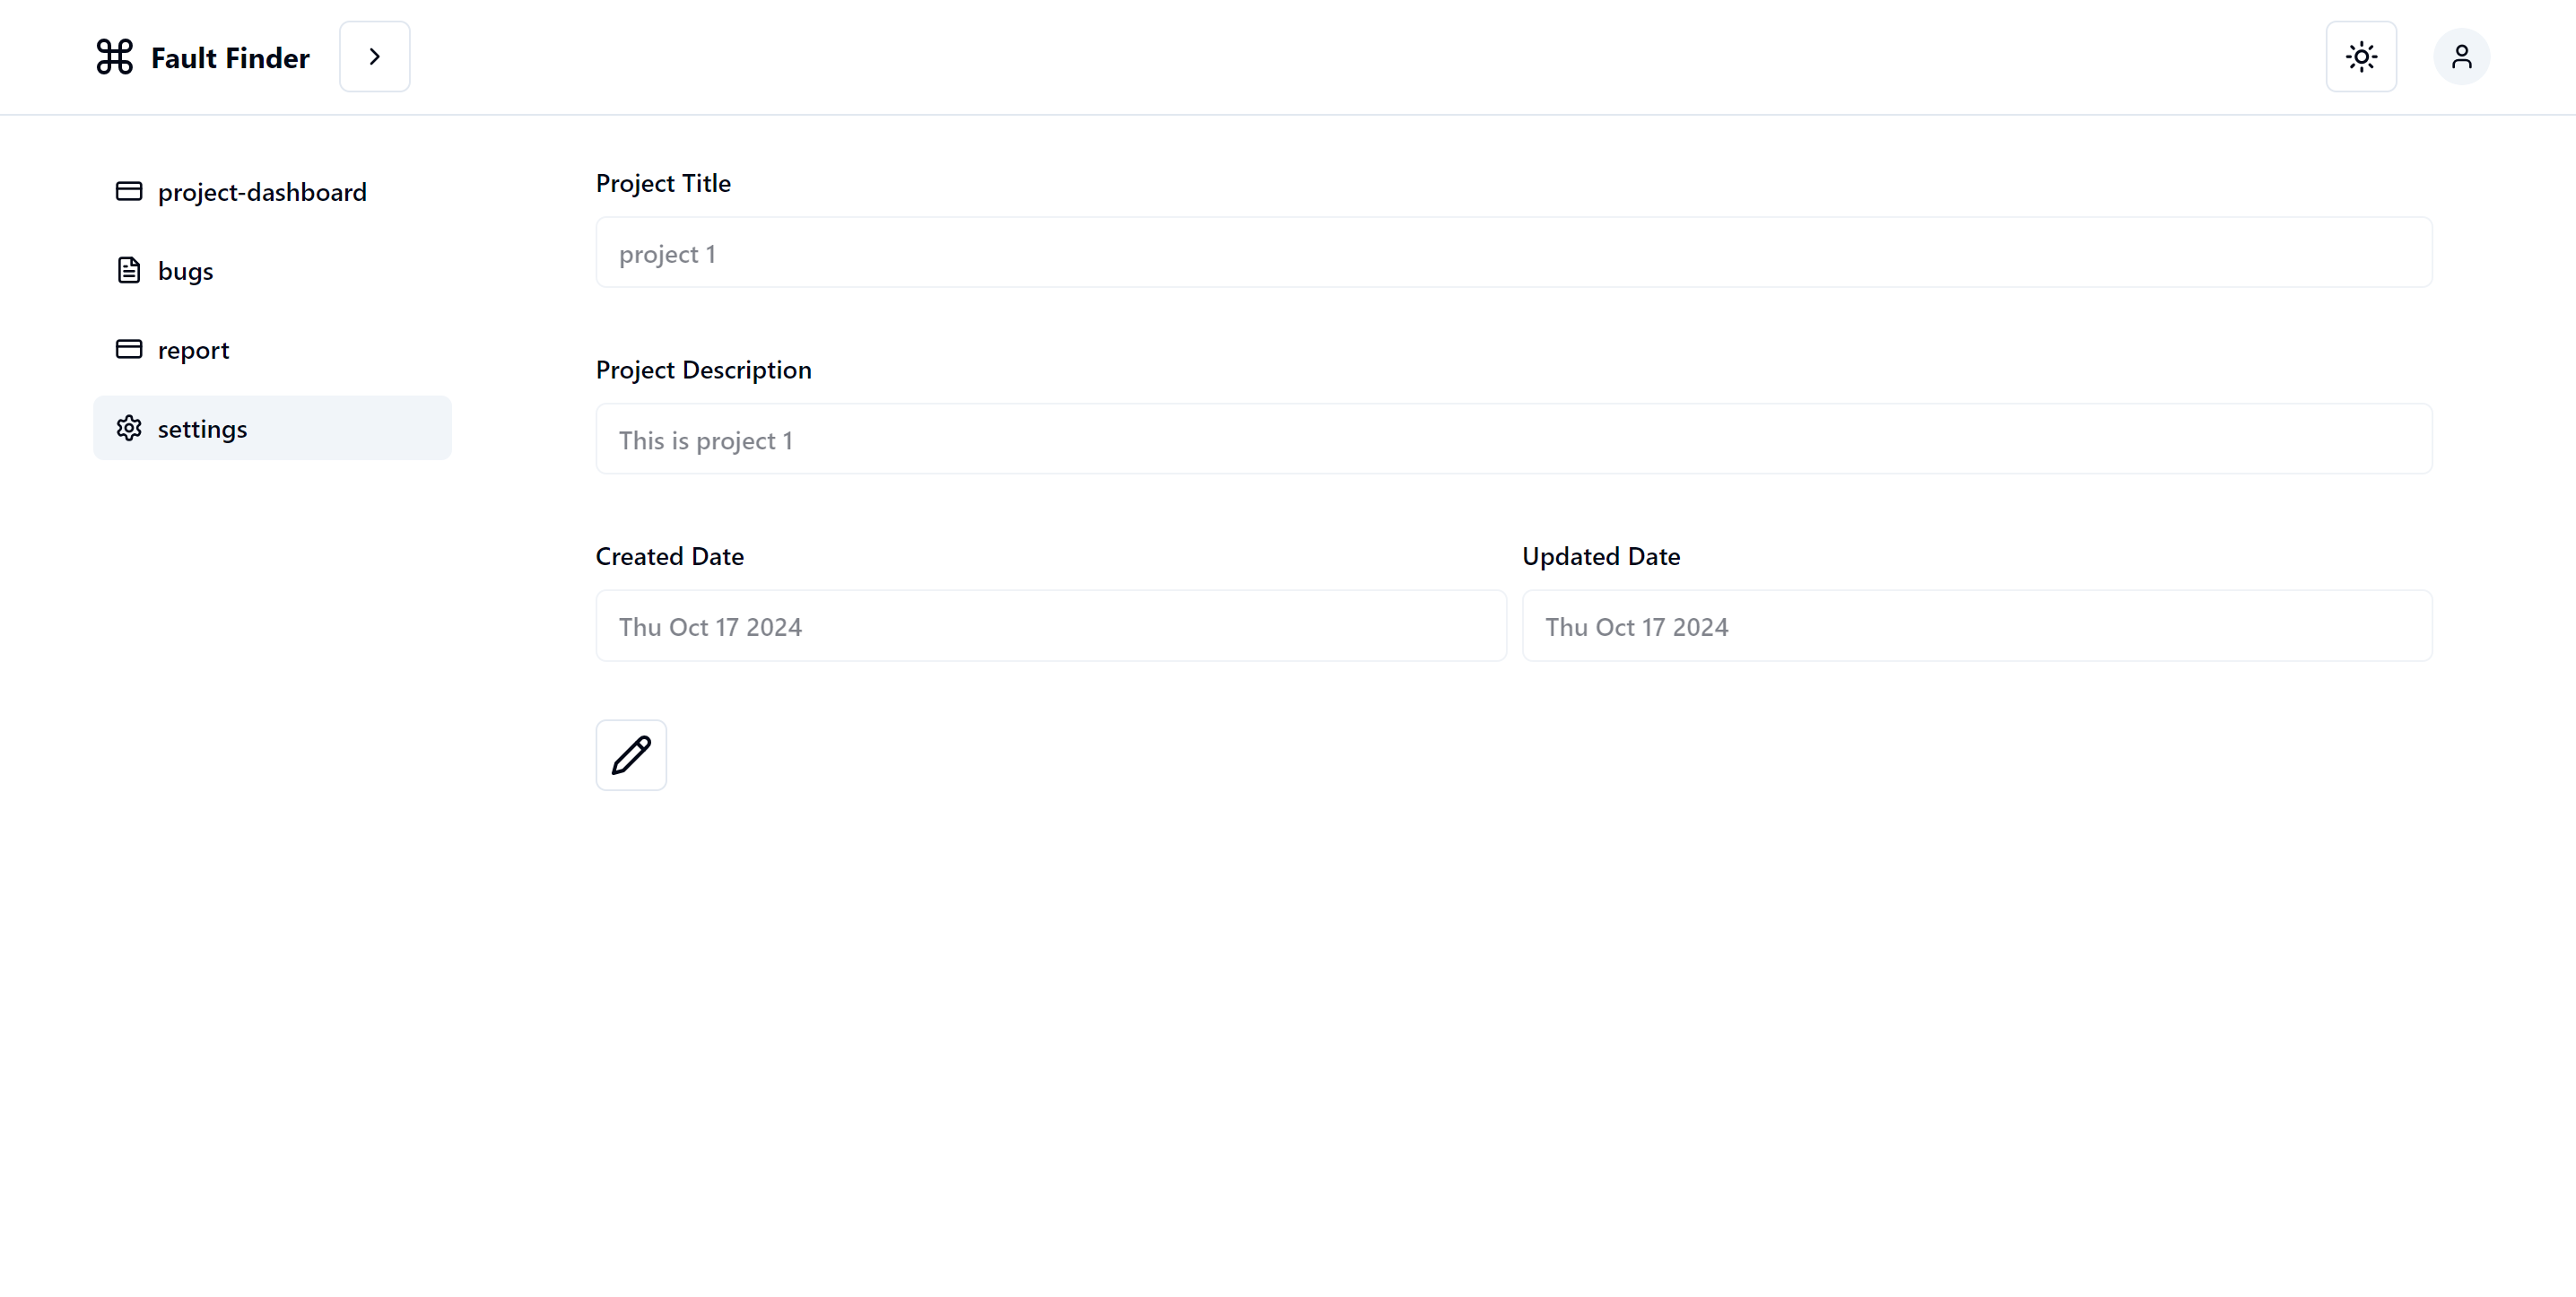 Fault Finder
project-dashboard
bugs
report
settings
Project Title
project 1
Project Description
This is project 1
Created Date
Updated Date
Thu Oct 17 2024
Thu Oct 17 2024